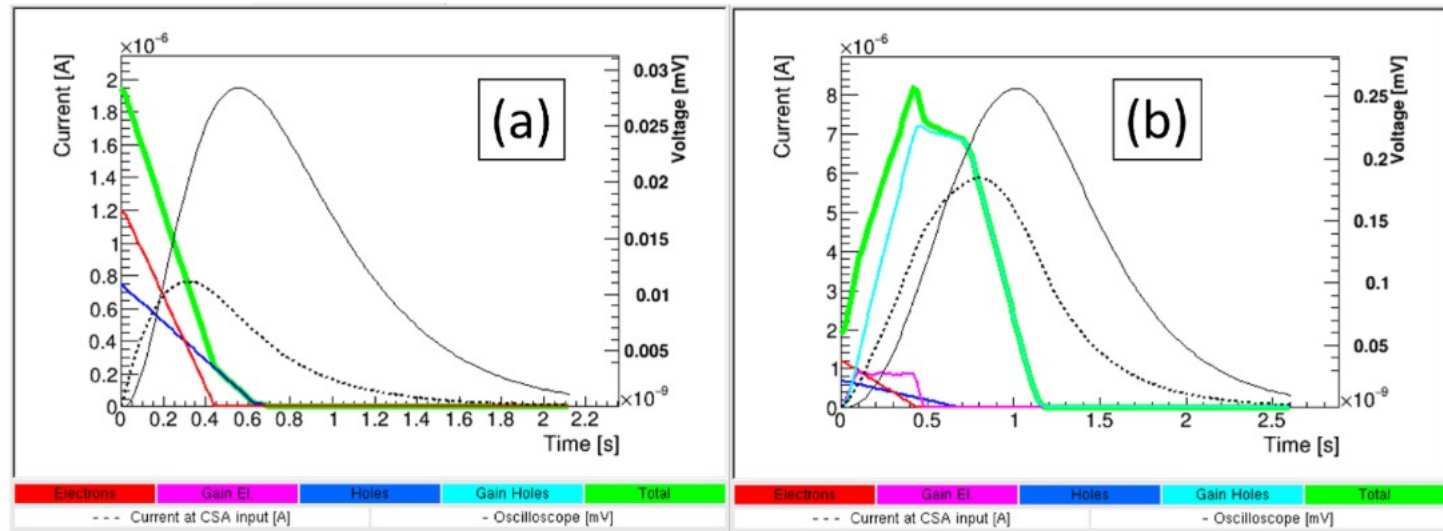 (a)
×10⁻⁶
Current [A]
2
1.8
1.6
1.4
1.2
1
0.8
0.6
0.4
0.2
0
0.03
0.028
0.02
0.015
0.01
0.005
Voltage [mV]
0 0.2 0.4 0.6 0.8 1 1.2 1.4 1.6 1.8 2 2.2
×10⁻⁹
Time [s]
Electrons Gain El. Holes Gain Holes Total
--- Current at CSA input [A] - Oscilloscope [mV]
(b)
×10⁻⁶
Current [A]
8
7
6
5
4
3
2
1
0
0.25
0.2
0.15
0.1
0.05
Voltage [mV]
0 0.5 1 1.5 2 2.5
×10⁻⁹
Time [s]
Electrons Gain El. Holes Gain Holes Total
--- Current at CSA input [A] - Oscilloscope [mV]